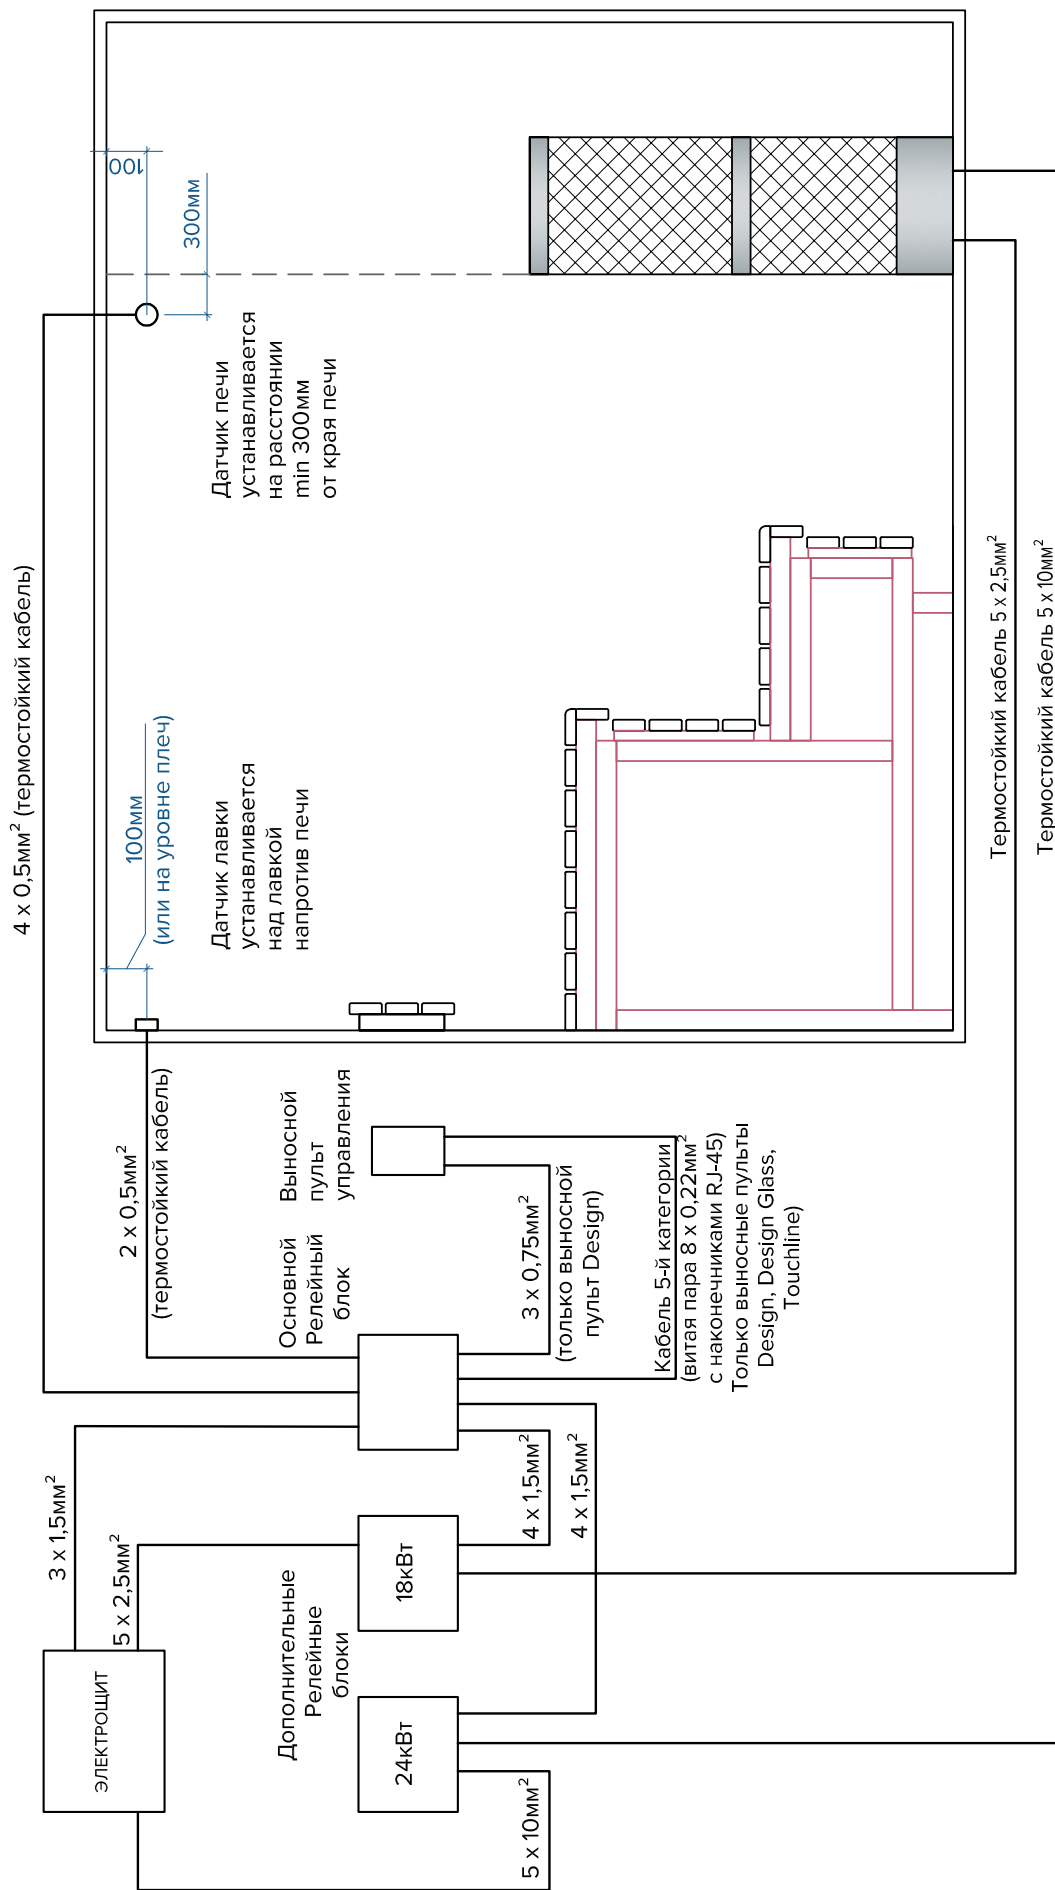 ЭЛЕКТРОЩИТ
3 x 1,5мм²
5 x 2,5мм²
5 x 10мм²
Дополнительные
Релейные
блоки
24кВт
18кВт
4 x 1,5мм²
4 x 1,5мм²
Основной
Релейный
блок
Выносной
пульт
управления
2 x 0,5мм²
(термостойкий кабель)
4 x 0,5мм² (термостойкий кабель)
3 x 0,75мм²
(только выносной
пульт Design)
Кабель 5-й категории
(витая пара 8 x 0,22мм²
с наконечниками RJ-45)
Только выносные пульты
Design, Design Glass,
Touchline)
100мм
(или на уровне плеч)
Датчик лавки
устанавливается
над лавкой
напротив печи
Датчик печи
устанавливается
на расстоянии
min 300мм
от края печи
300мм
100
Термостойкий кабель 5 x 2,5мм²
Термостойкий кабель 5 x 10мм²